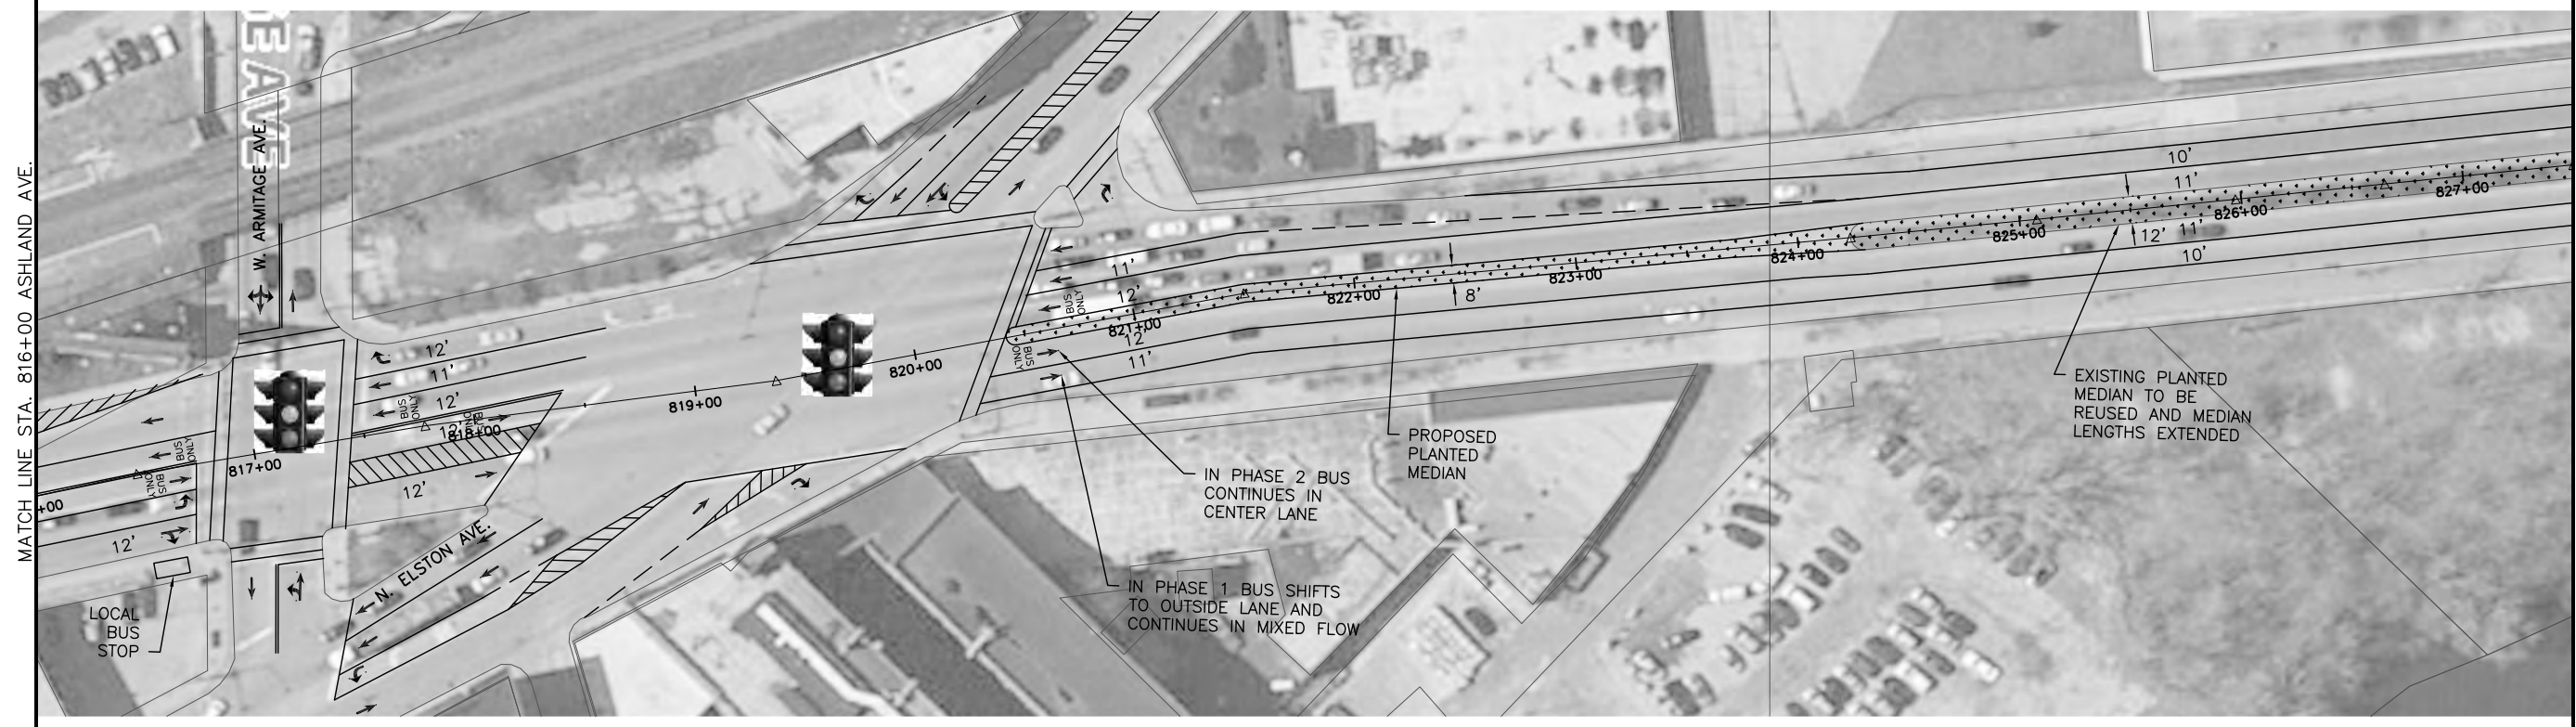 MATCH LINE STA. 816+00 ASHLAND AVE.
W. ARMITAGE AVE.
E AVE
10'
11'
827+00
826+00
825+00
12'
11'
10'
824+00
823+00
822+00
8'
11'
12'
BUS
ONLY
821+00
12'
11'
BUS
ONLY
820+00
819+00
12'
11'
12'
BUS
ONLY
BUS
ONLY
12'
818+00
12'
817+00
BUS
ONLY
BUS
ONLY
+00
12'
N. ELSTON AVE.
LOCAL
BUS
STOP
EXISTING PLANTED
MEDIAN TO BE
REUSED AND MEDIAN
LENGTHS EXTENDED
PROPOSED
PLANTED
MEDIAN
IN PHASE 2 BUS
CONTINUES IN
CENTER LANE
IN PHASE 1 BUS SHIFTS
TO OUTSIDE LANE AND
CONTINUES IN MIXED FLOW